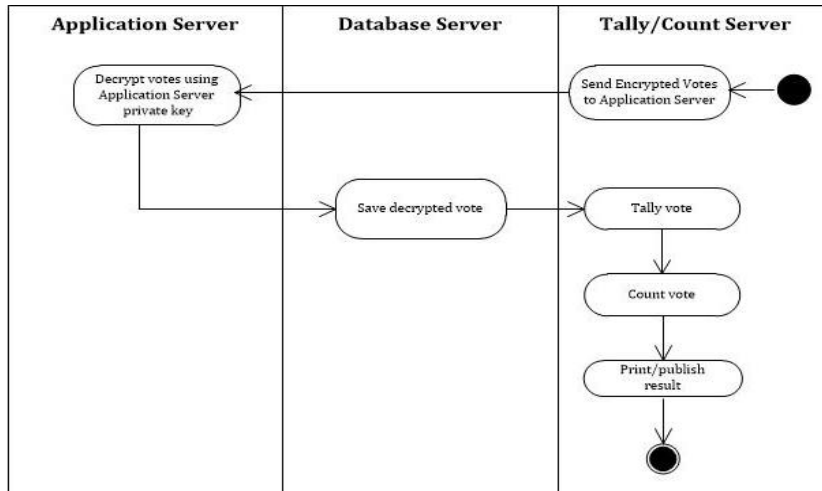 Application Server
Database Server
Tally/Count Server
Decrypt votes using
Application Server
private key
Send Encrypted Votes
to Application Server
Save decrypted vote
Tally vote
Count vote
Print/publish
result